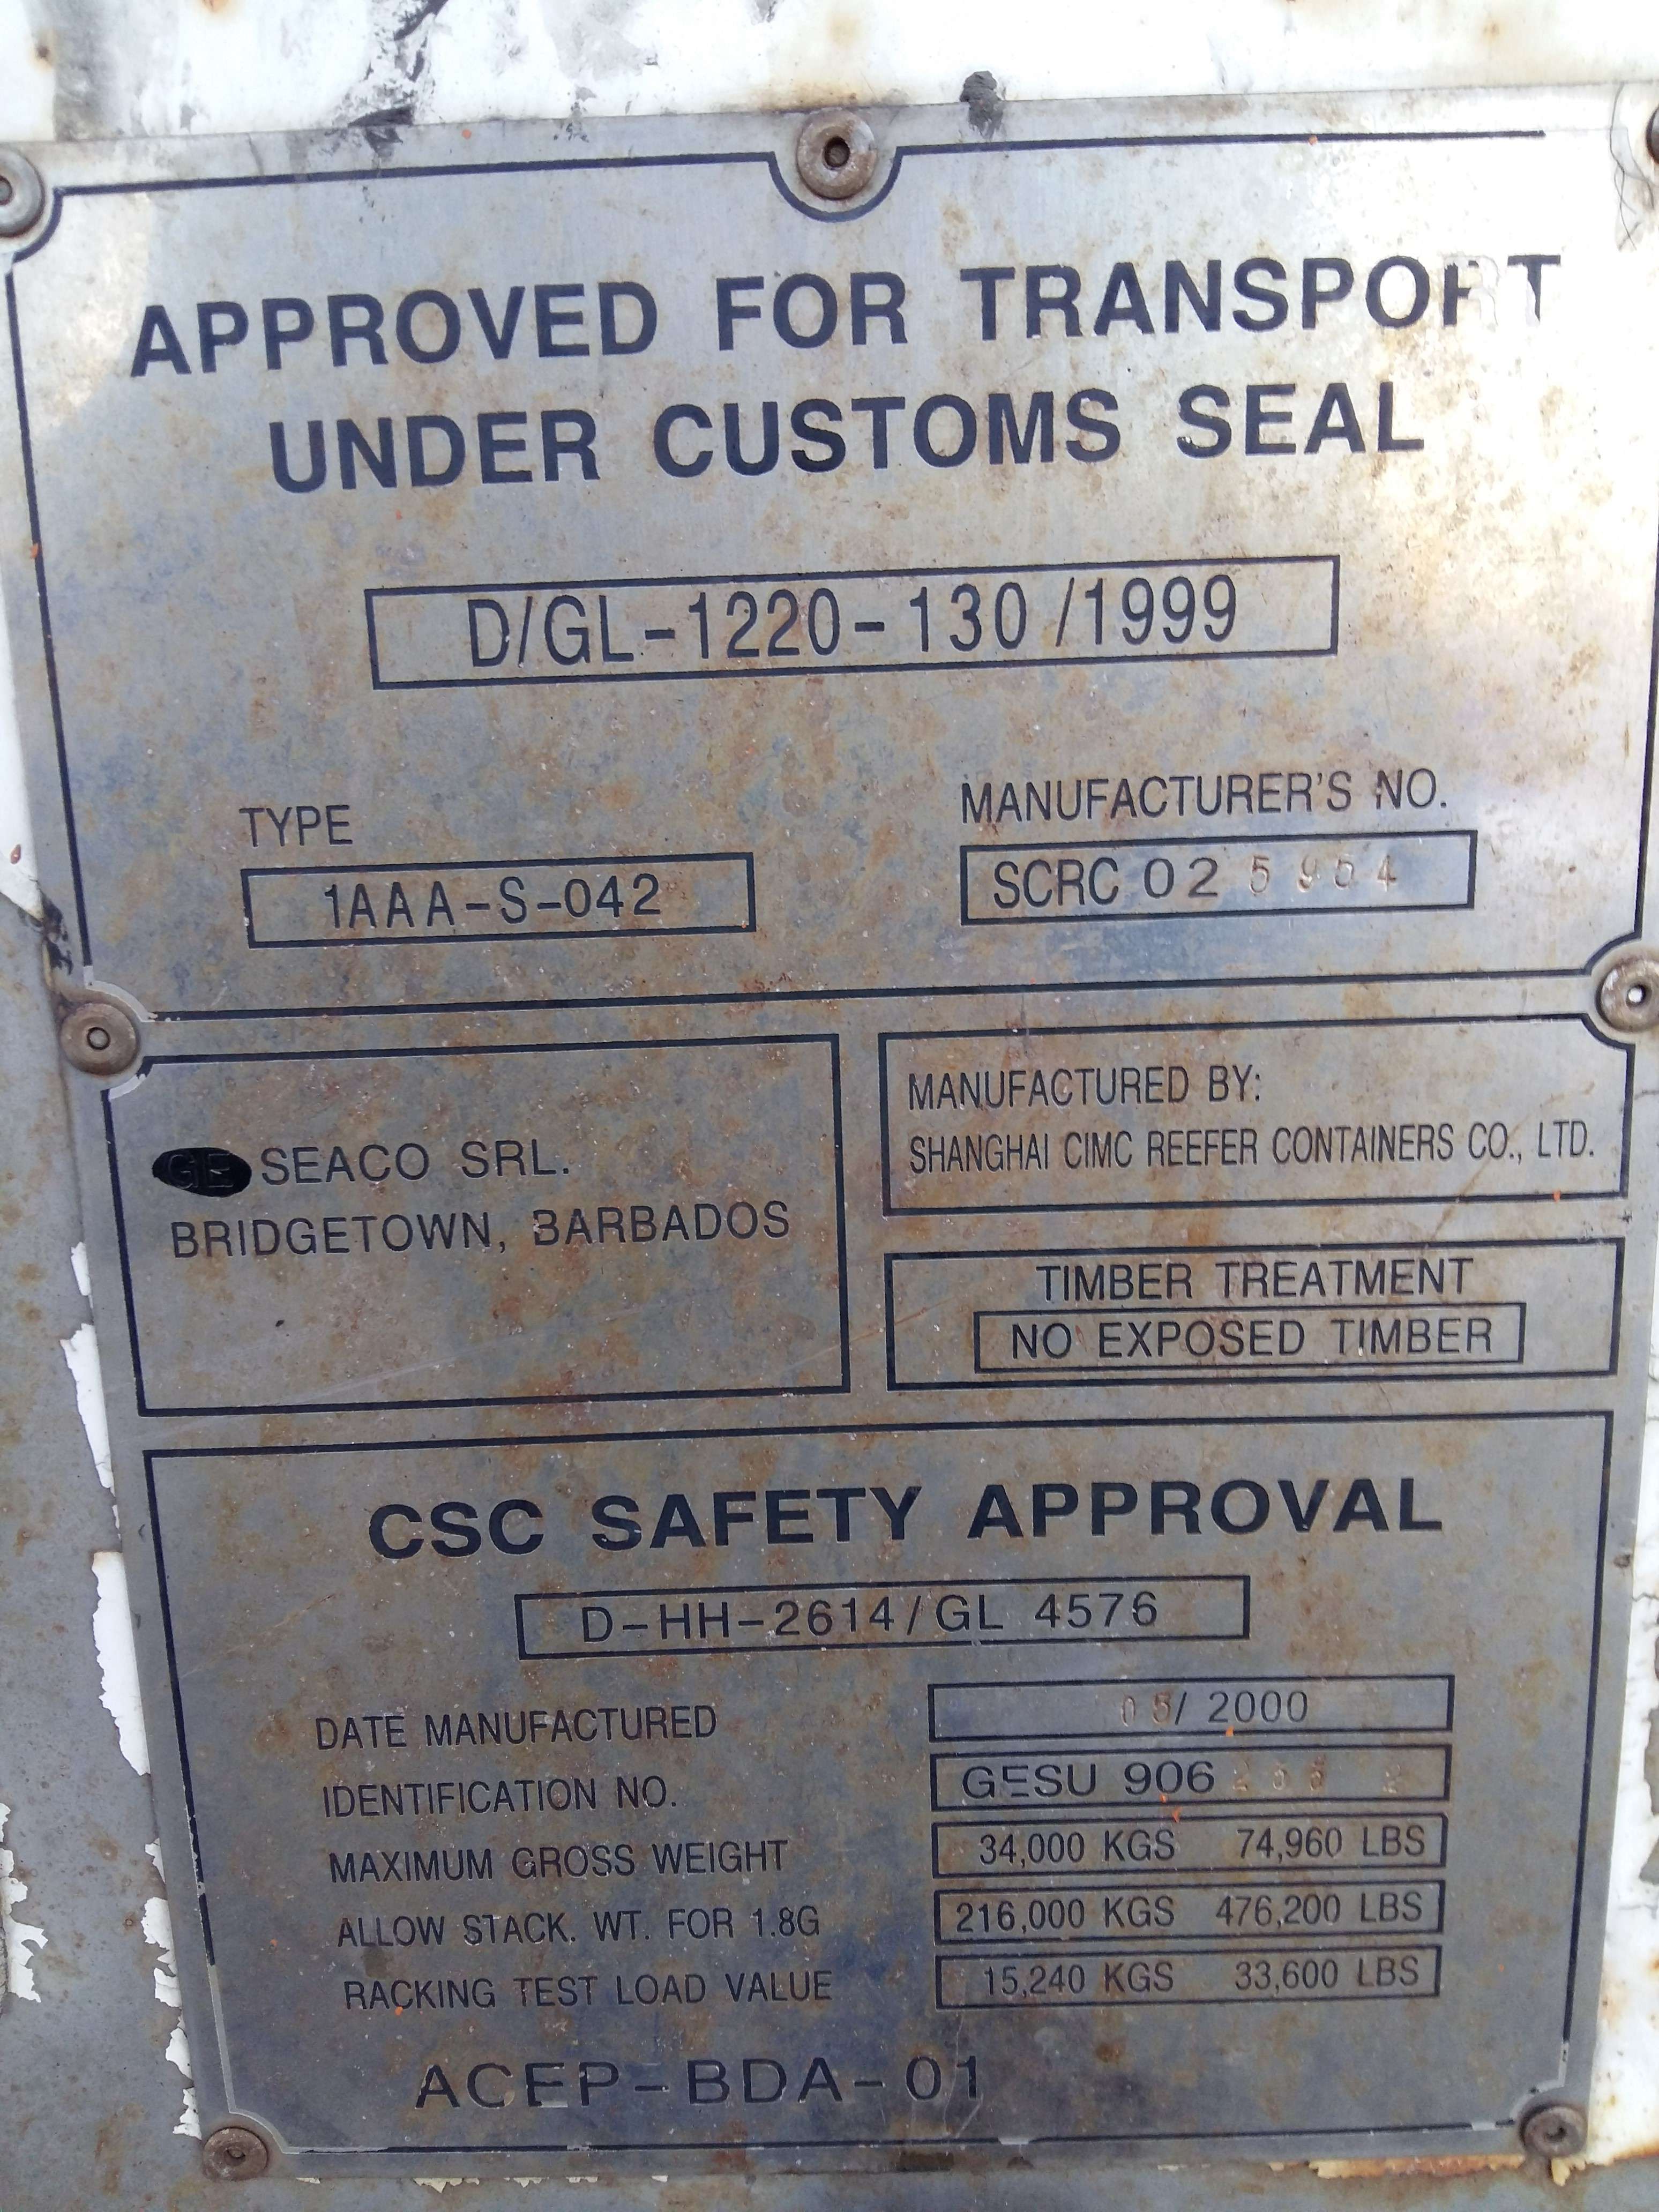 APPROVED FOR TRANSPORT
UNDER CUSTOMS SEAL
D/GL-1220-130/1999
TYPE
1AAA-S-042
MANUFACTURER'S NO.
SCRC 02
GE SEACO SRL.
BRIDGETOWN, BARBADOS
MANUFACTURED BY:
SHANGHAI CIMC REEFER CONTAINERS CO., LTD.
TIMBER TREATMENT
NO EXPOSED TIMBER
CSC SAFETY APPROVAL
D-HH-2614/GL 4576
DATE MANUFACTURED 05/ 2000
IDENTIFICATION NO. GESU 906
MAXIMUM GROSS WEIGHT 34,000 KGS 74,960 LBS
ALLOW STACK. WT. FOR 1.8G 216,000 KGS 476,200 LBS
RACKING TEST LOAD VALUE 15,240 KGS 33,600 LBS
ACEP-BDA-01